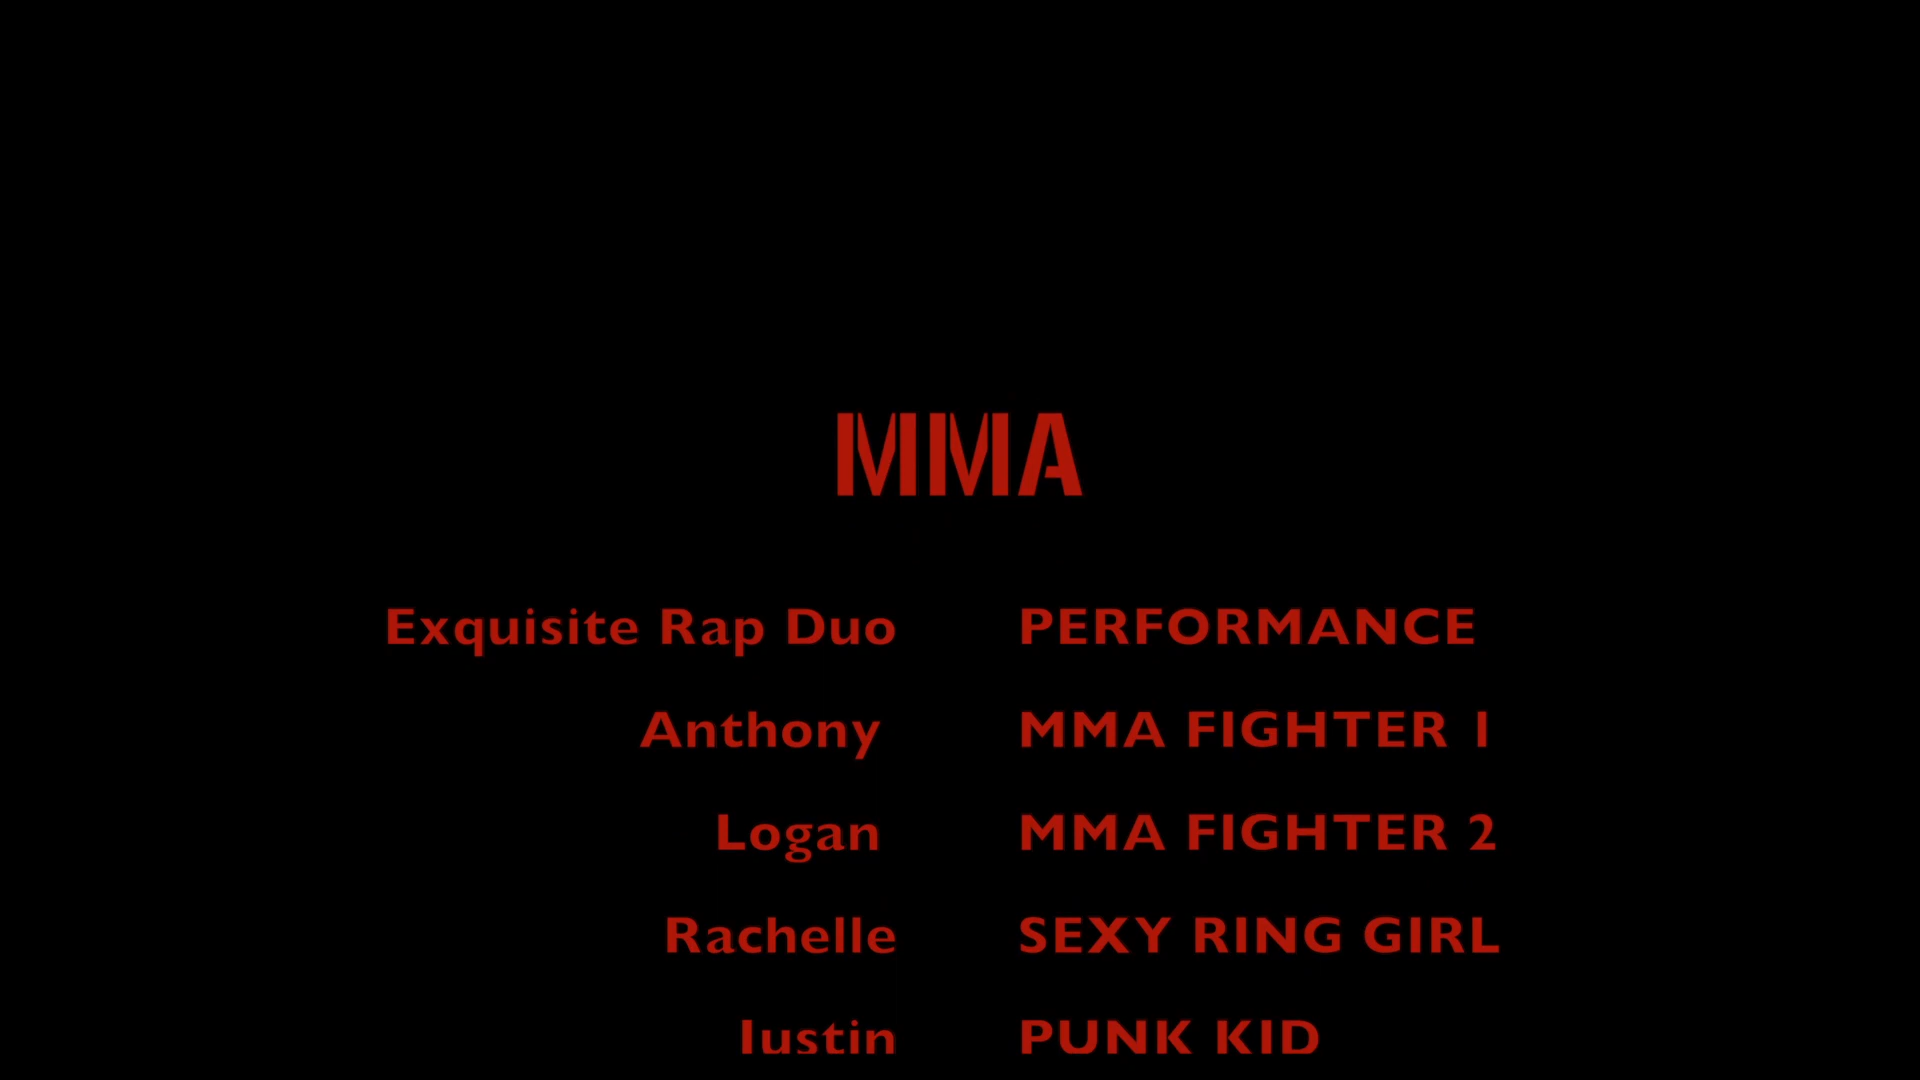 MMA
Exquisite Rap Duo PERFORMANCE
Anthony MMA FIGHTER 1
Logan MMA FIGHTER 2
Rachelle SEXY RING GIRL
Justin PUNK KID